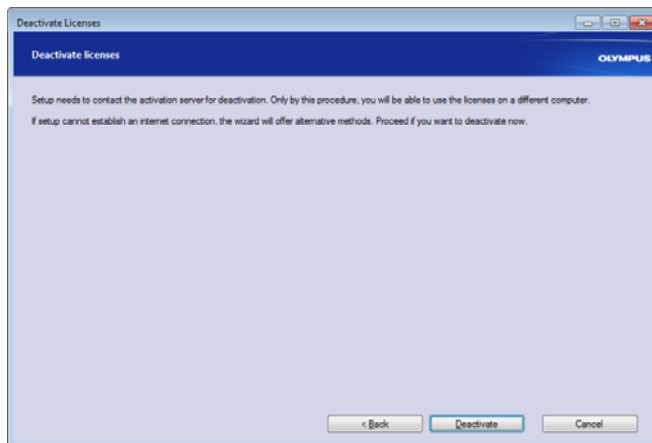 Deactivate Licenses
Deactivate licenses
OLYMPUS
Setup needs to contact the activation server for deactivation. Only by this procedure, you will be able to use the licenses on a different computer.
If setup cannot establish an internet connection, the wizard will offer alternative methods. Proceed if you want to deactivate now.
< Back
Deactivate
Cancel